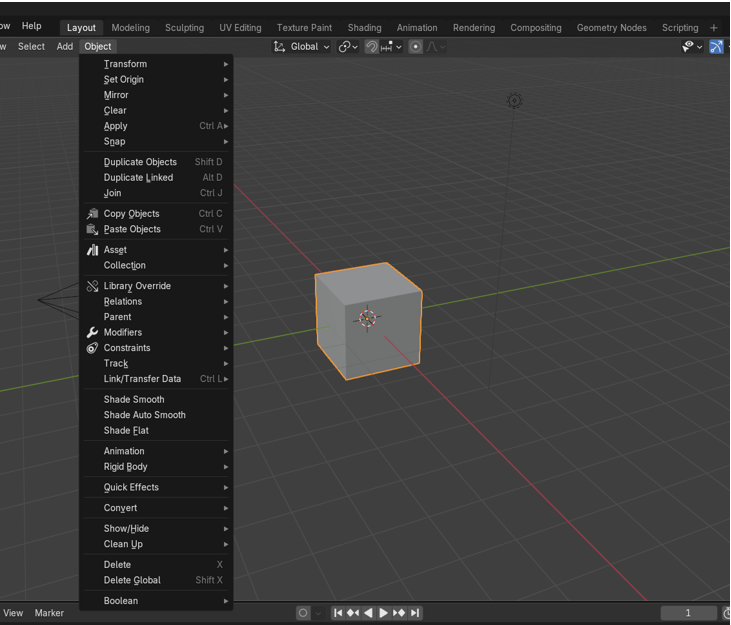 ow Help Layout Modeling Sculpting UV Editing Texture Paint Shading Animation Rendering Compositing Geometry Nodes Scripting +
w Select Add Object Global
Transform
Set Origin
Mirror
Clear
Apply Ctrl A
Snap
Duplicate Objects Shift D
Duplicate Linked Alt D
Join Ctrl J
Copy Objects Ctrl C
Paste Objects Ctrl V
Asset
Collection
Library Override
Relations
Parent
Modifiers
Constraints
Track
Link/Transfer Data Ctrl L
Shade Smooth
Shade Auto Smooth
Shade Flat
Animation
Rigid Body
Quick Effects
Convert
Show/Hide
Clean Up
Delete X
Delete Global Shift X
Boolean
View Marker 1